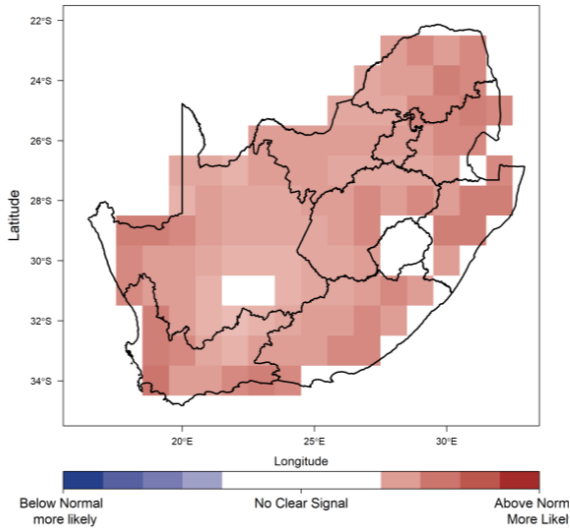 22°S
24°S
26°S
28°S
30°S
32°S
34°S
Latitude
20°E 25°E 30°E
Longitude
Below Normal No Clear Signal Above Norm
more likely More Likel